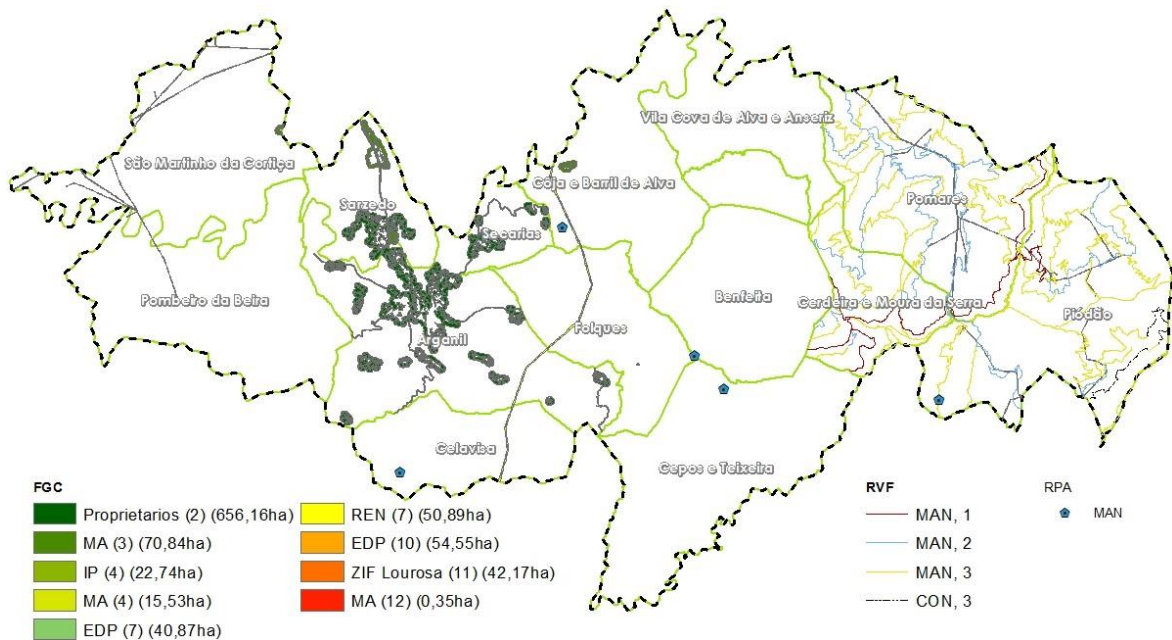 Vila Cova de Alva e Anseriz
São Martinho da Cortiça
Côja e Barril de Alva
Pomares
Sarzedo
Secarias
Pombeiro da Beira
Benfeita
Cerdeira e Moura da Serra
Piódão
Folques
Arganil
Celavisa
Cepos e Teixeira
FGC
Proprietarios (2) (656,16ha)
MA (3) (70,84ha)
IP (4) (22,74ha)
MA (4) (15,53ha)
EDP (7) (40,87ha)
REN (7) (50,89ha)
EDP (10) (54,55ha)
ZIF Lourosa (11) (42,17ha)
MA (12) (0,35ha)
RVF
MAN, 1
MAN, 2
MAN, 3
CON, 3
RPA
MAN